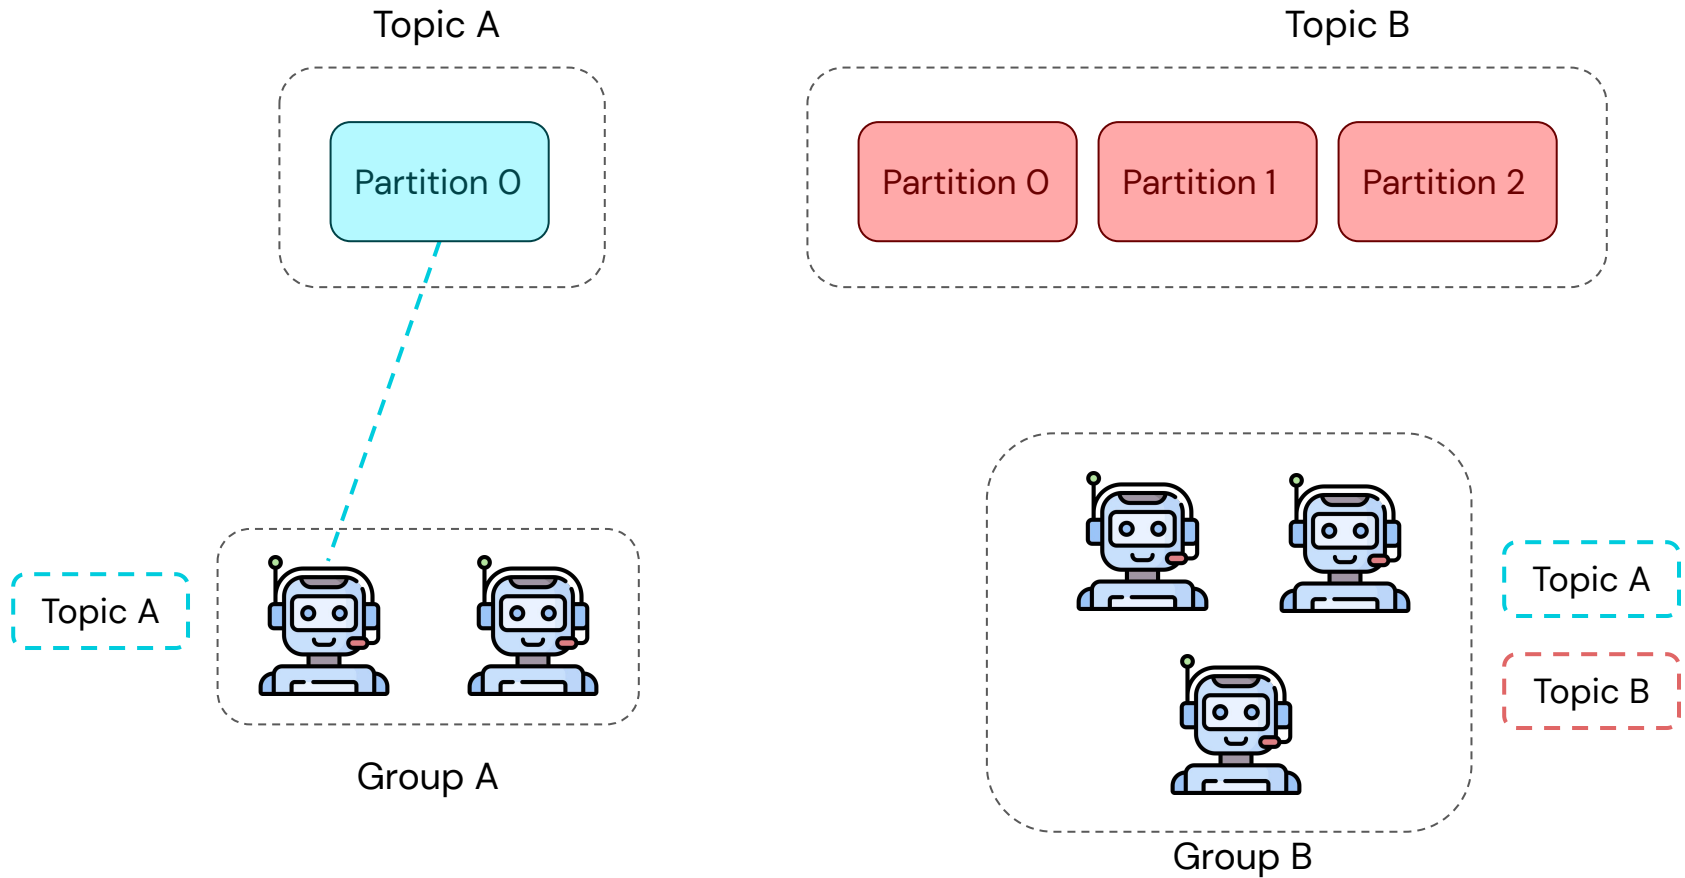 Topic A
Topic B
Partition 0
Partition 0
Partition 1
Partition 2
Topic A
Group A
Topic A
Topic B
Group B